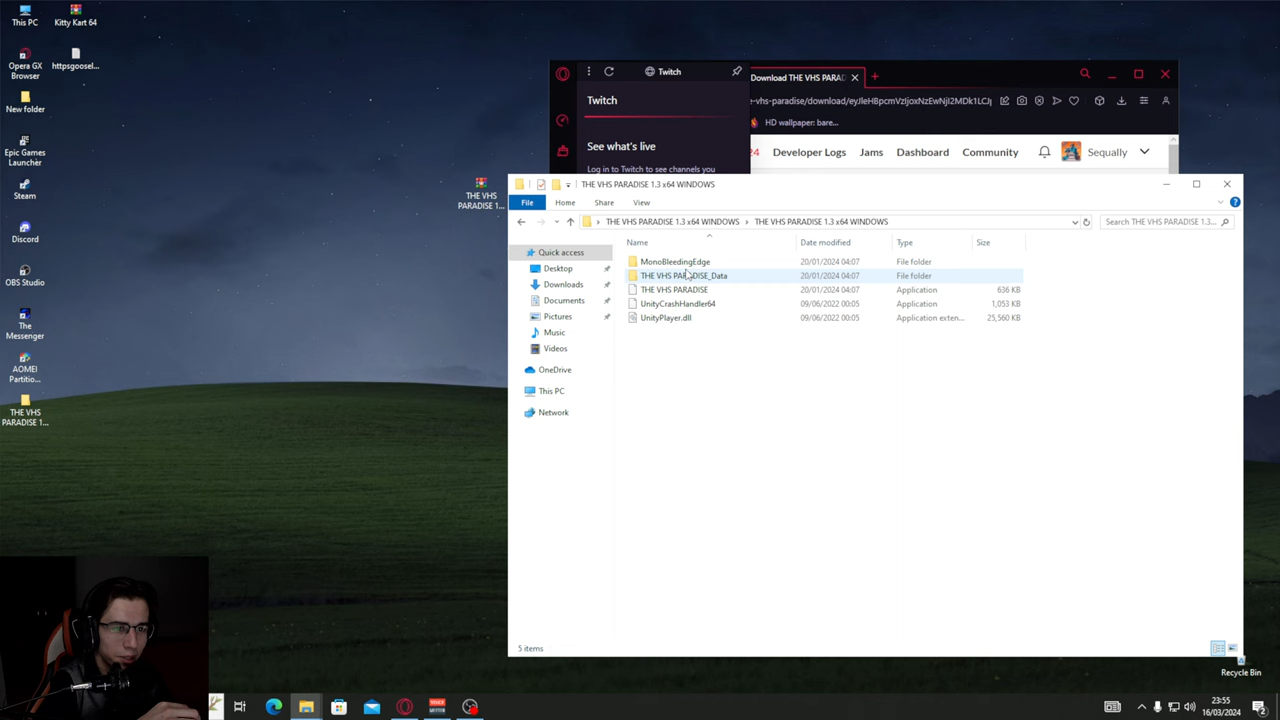 This PC
Kitty Kart 64
Opera GX
Browser
httpsgoosel...
New folder
Epic Games
Launcher
Steam
Discord
OBS Studio
The
Messenger
AOMEI
Partitio...
THE VHS
PARADISE 1...
THE VHS
PARADISE 1....
Twitch
Download THE VHS PARAD
Twitch
e-vhs-paradise/download/eyJleHBpcmVzIjoxNzEwNjI2MDk1LCJ
HD wallpaper: bare...
See what's live
Log in to Twitch to see channels you
24 Developer Logs Jams Dashboard Community Sequally
THE VHS PARADISE 1.3 x64 WINDOWS
File Home Share View
THE VHS PARADISE 1.3 x64 WINDOWS THE VHS PARADISE 1.3 x64 WINDOWS Search THE VHS PARADISE 1.3...
Name Date modified Type Size
Quick access
Desktop
Downloads
Documents
Pictures
Music
Videos
OneDrive
This PC
Network
MonoBleedingEdge 20/01/2024 04:07 File folder
THE VHS PARADISE_Data 20/01/2024 04:07 File folder
THE VHS PARADISE 20/01/2024 04:07 Application 636 KB
UnityCrashHandler64 09/06/2022 00:05 Application 1,053 KB
UnityPlayer.dll 09/06/2022 00:05 Application exten... 25,560 KB
5 items
Recycle Bin
23:55
16/03/2024
2